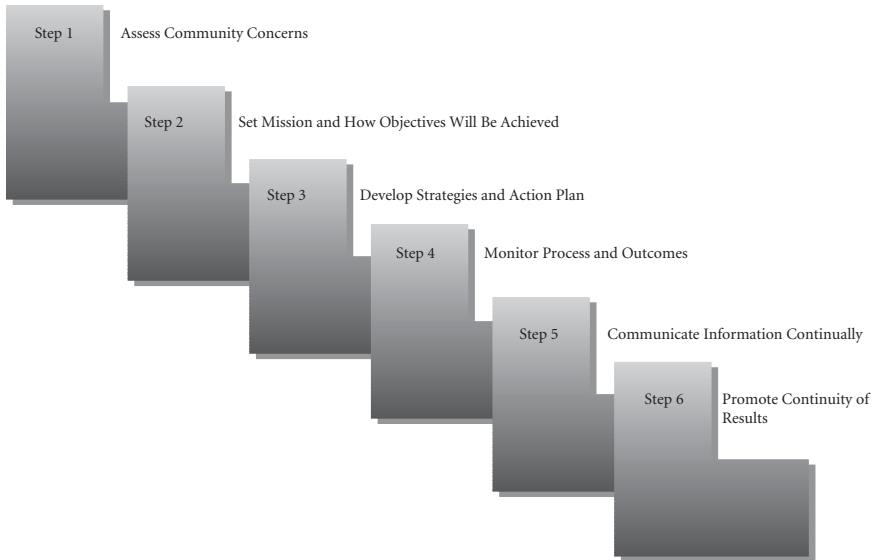 Step 1
Assess Community Concerns
Step 2
Set Mission and How Objectives Will Be Achieved
Step 3
Develop Strategies and Action Plan
Step 4
Monitor Process and Outcomes
Step 5
Communicate Information Continually
Step 6
Promote Continuity of
Results